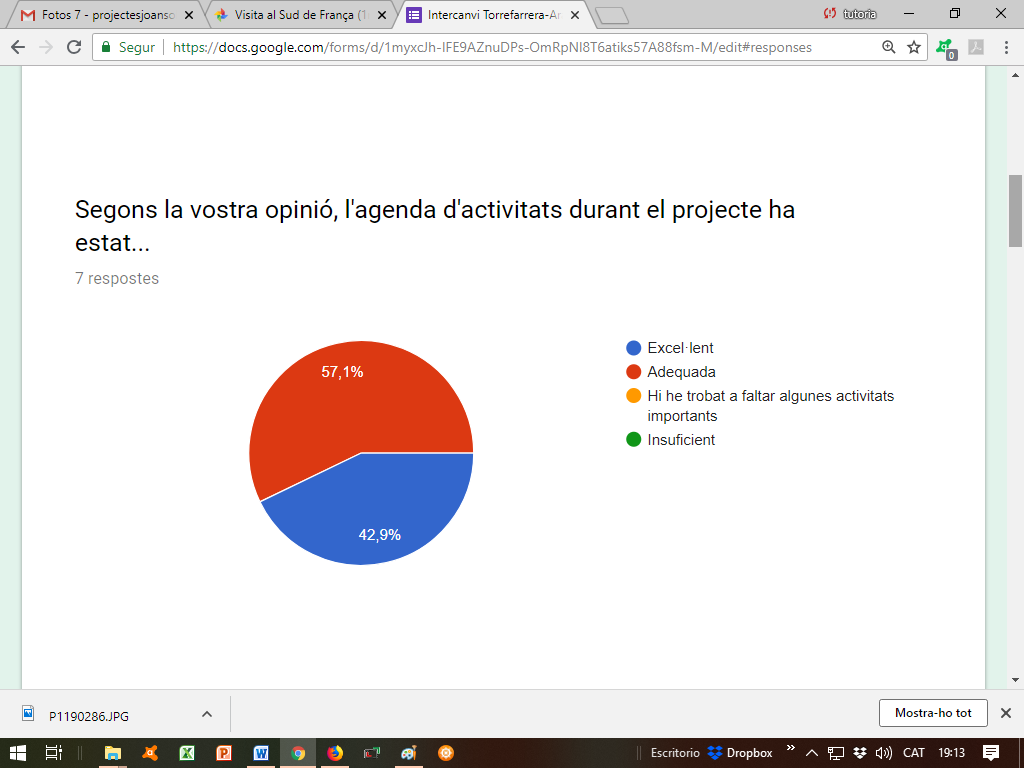 Fotos 7 - projectesjoanso
Visita al Sud de França (1
Intercanvi Torrefarrera-An
tutoria
Segur
https://docs.google.com/forms/d/1myxcJh-IFE9AZnuDPs-OmRpNI8T6atiks57A88fsm-M/edit#responses
0
Segons la vostra opinió, l'agenda d'activitats durant el projecte ha
estat...
7 respostes
57,1%
42,9%
Excel·lent
Adequada
Hi he trobat a faltar algunes activitats
importants
Insuficient
P1190286.JPG
Mostra-ho tot
Escritorio
Dropbox
CAT
19:13